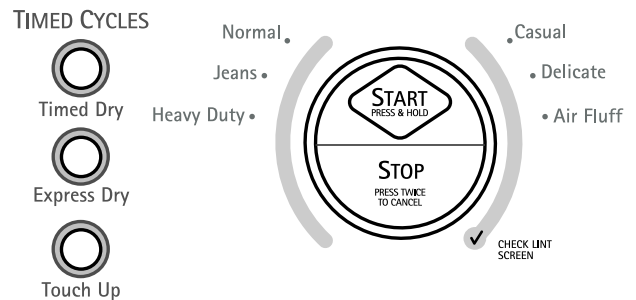 TIMED CYCLES
Timed Dry
Express Dry
Touch Up
Normal
Jeans
Heavy Duty
START
PRESS & HOLD
STOP
PRESS TWICE
TO CANCEL
Casual
Delicate
Air Fluff
CHECK LINT
SCREEN